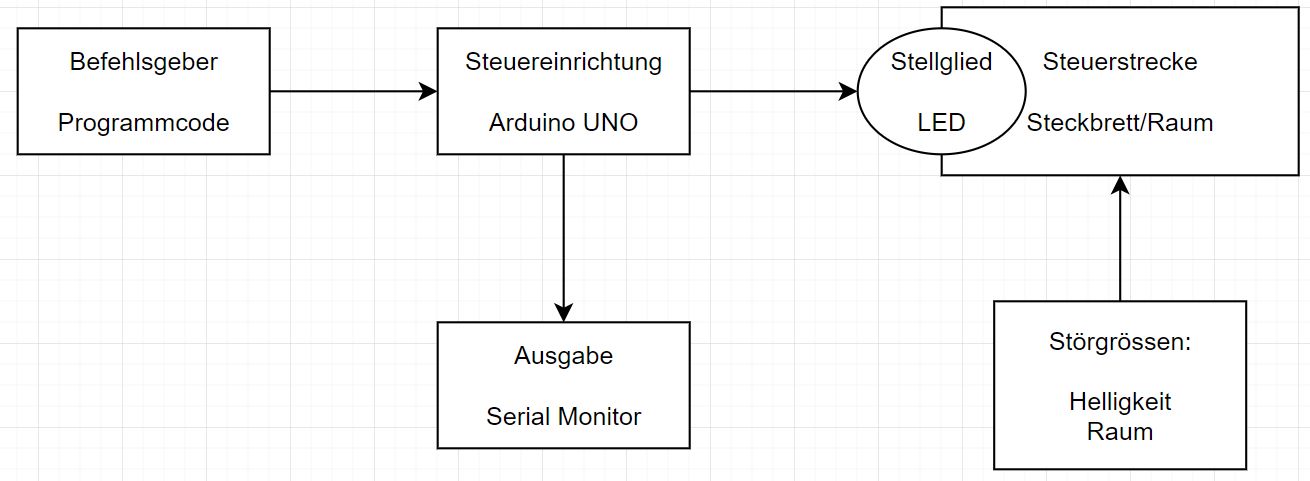 Befehlsgeber
Programmcode
Steuereinrichtung
Arduino UNO
Stellglied
LED
Steuerstrecke
Steckbrett/Raum
Ausgabe
Serial Monitor
Störgrössen:
Helligkeit
Raum